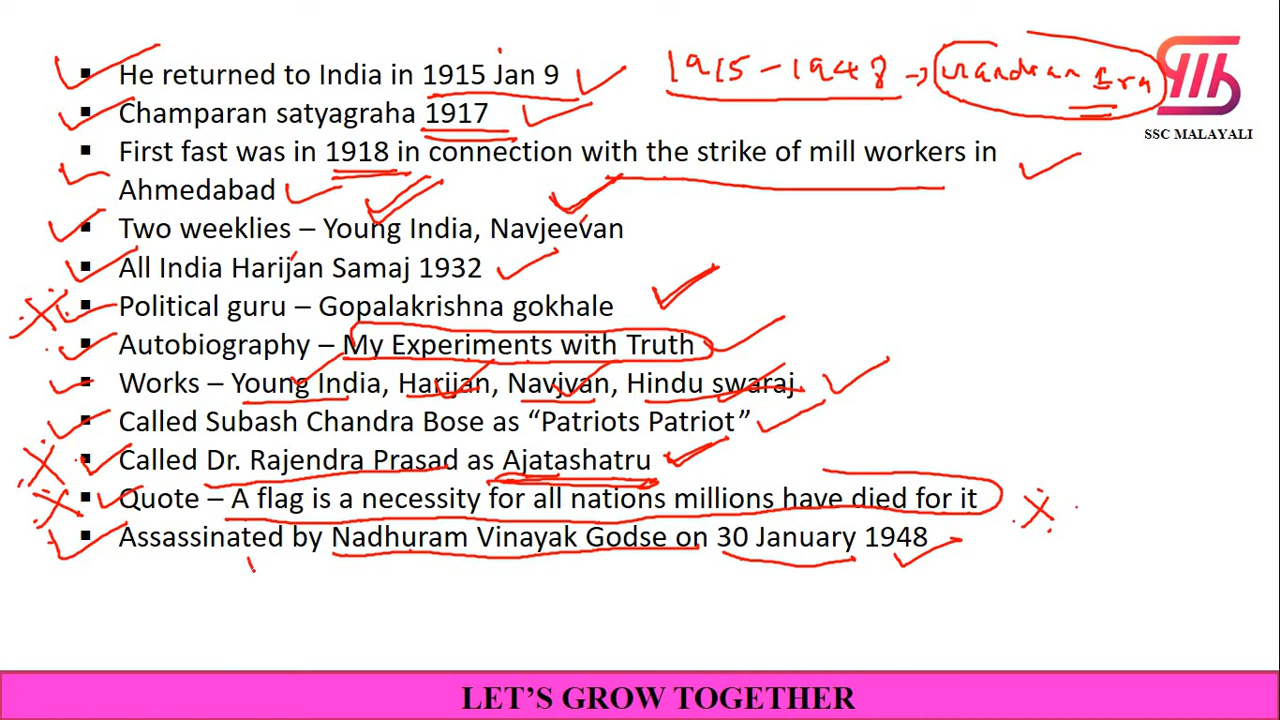 He returned to India in 1915 Jan 9
1915 - 1948 → Gandhian Era
SSC MALAYALI
Champaran satyagraha 1917
First fast was in 1918 in connection with the strike of mill workers in
Ahmedabad
Two weeklies – Young India, Navjeevan
All India Harijan Samaj 1932
Political guru – Gopalakrishna gokhale
Autobiography – My Experiments with Truth
Works – Young India, Harijan, Navjvan, Hindu swaraj.
Called Subash Chandra Bose as “Patriots Patriot”
Called Dr. Rajendra Prasad as Ajatashatru
Quote – A flag is a necessity for all nations millions have died for it
Assassinated by Nadhuram Vinayak Godse on 30 January 1948
LET’S GROW TOGETHER